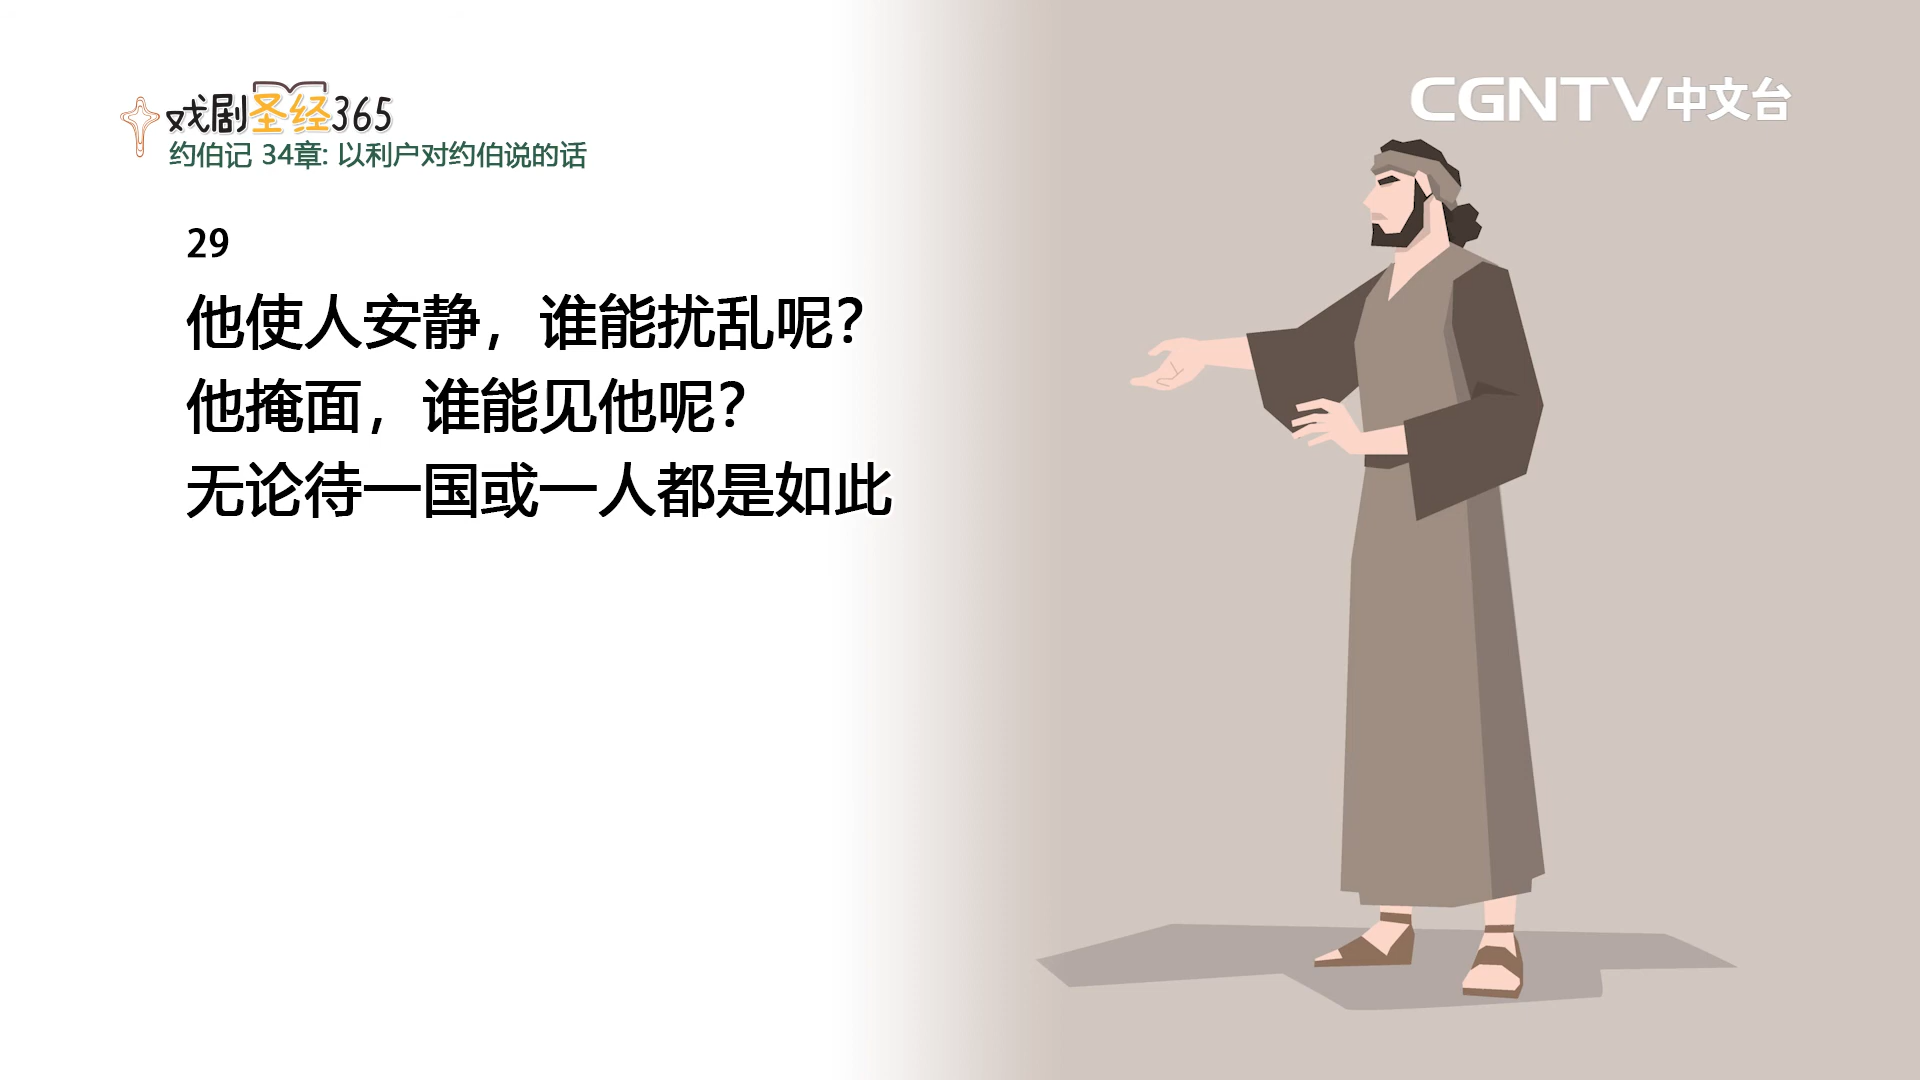 戏剧圣经365
CGNTV中文台
约伯记 34章: 以利户对约伯说的话
29
他使人安静，谁能扰乱呢？
他掩面，谁能见他呢？
无论待一国或一人都是如此